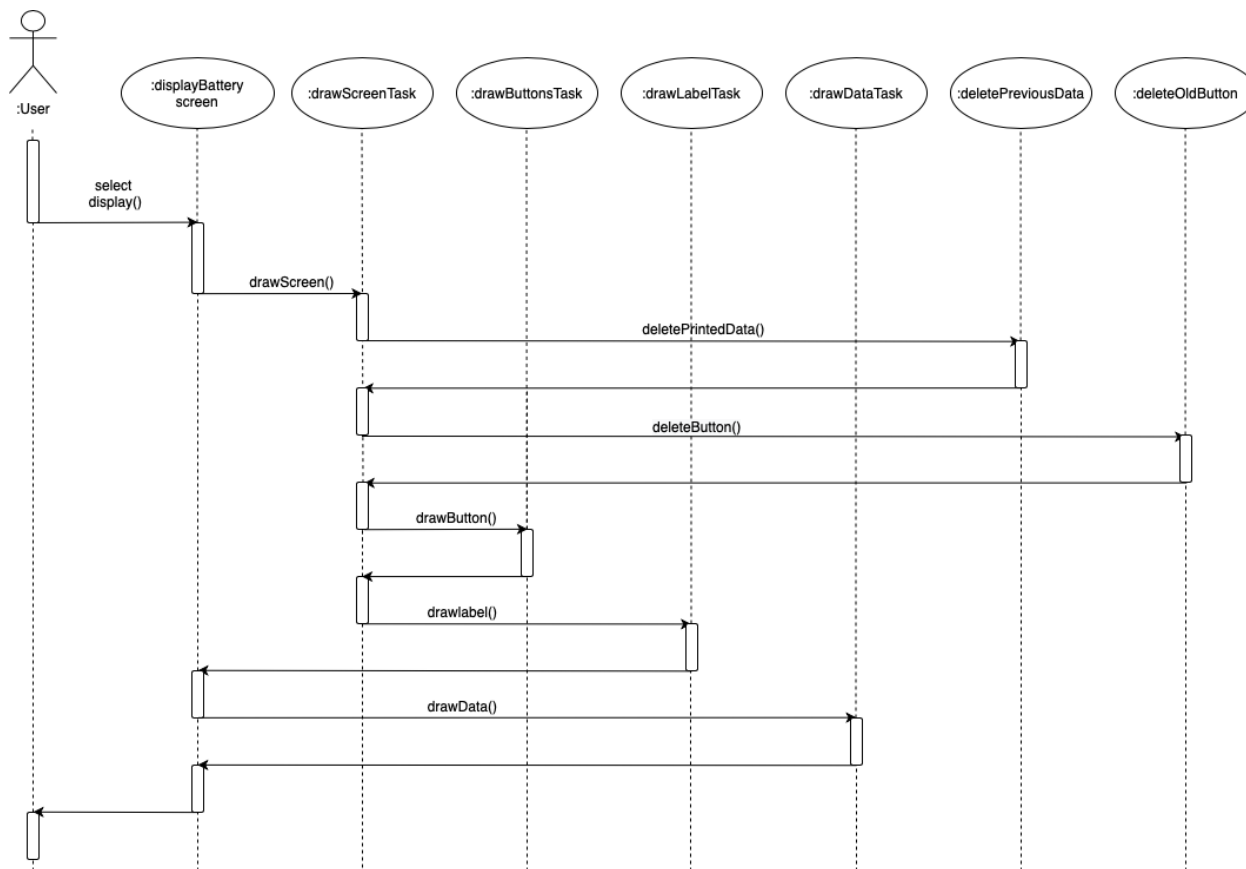 :User
:displayBattery
screen
:drawScreenTask
:drawButtonsTask
:drawLabelTask
:drawDataTask
:deletePreviousData
:deleteOldButton
select
display()
drawScreen()
deletePrintedData()
deleteButton()
drawButton()
drawlabel()
drawData()